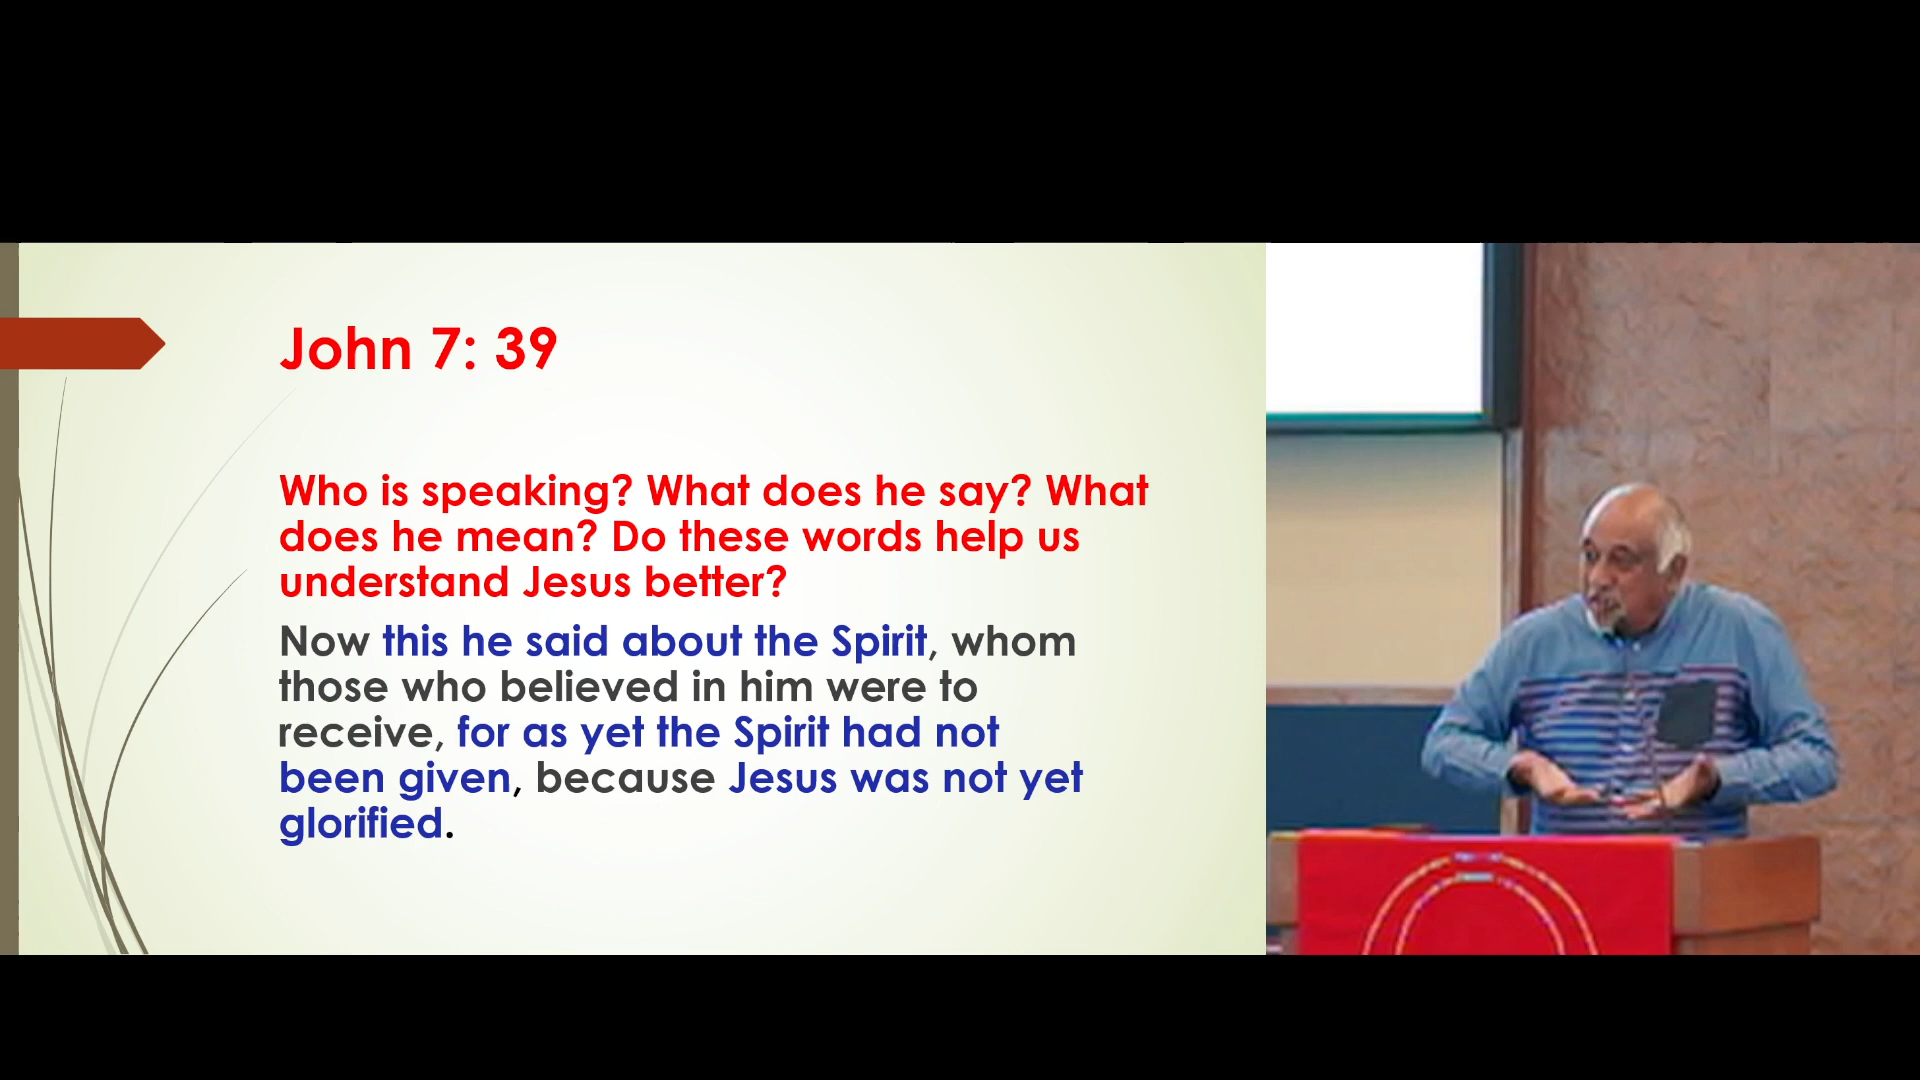 John 7: 39
Who is speaking? What does he say? What
does he mean? Do these words help us
understand Jesus better?
Now this he said about the Spirit, whom
those who believed in him were to
receive, for as yet the Spirit had not
been given, because Jesus was not yet
glorified.